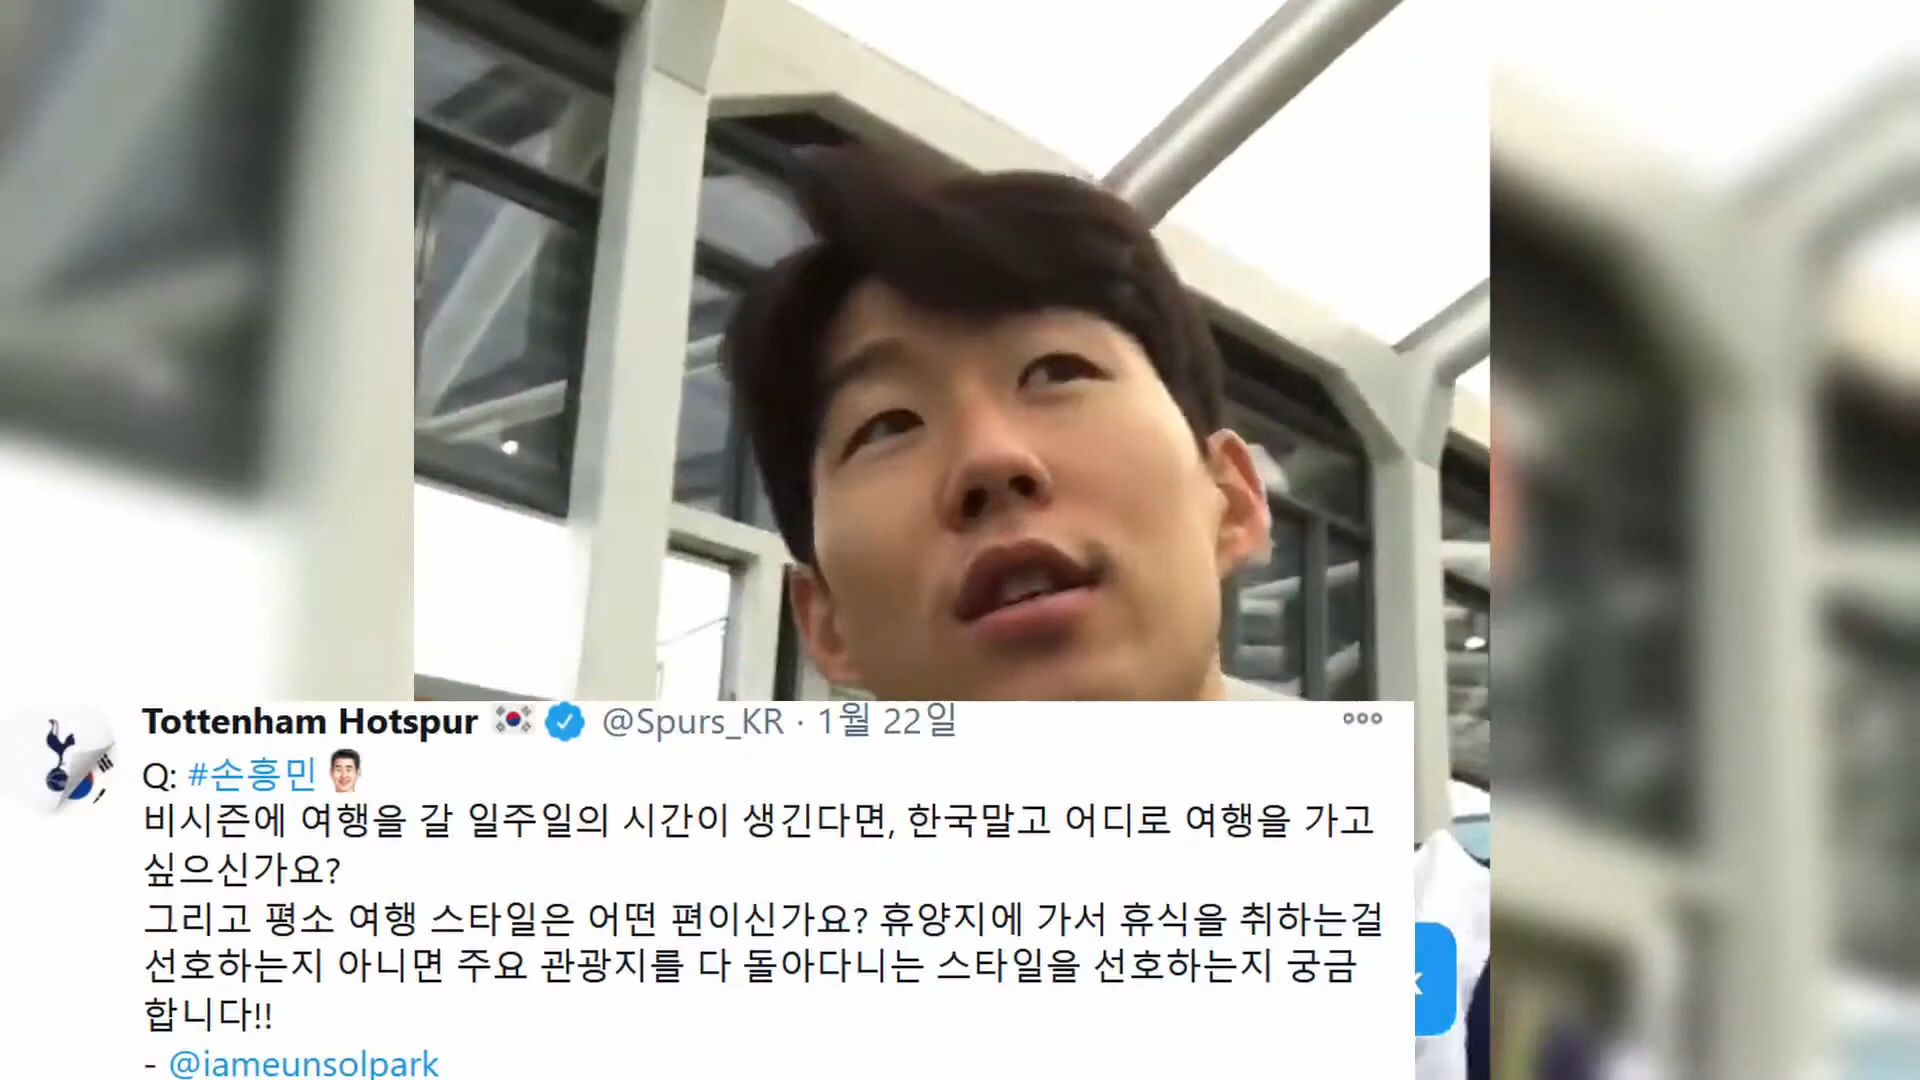 Tottenham Hotspur @Spurs_KR · 1월 22일
Q: #손흥민
비시즌에 여행을 갈 일주일의 시간이 생긴다면, 한국말고 어디로 여행을 가고
싶으신가요?
그리고 평소 여행 스타일은 어떤 편이신가요? 휴양지에 가서 휴식을 취하는걸
선호하는지 아니면 주요 관광지를 다 돌아다니는 스타일을 선호하는지 궁금
합니다!!
- @iameunsolpark